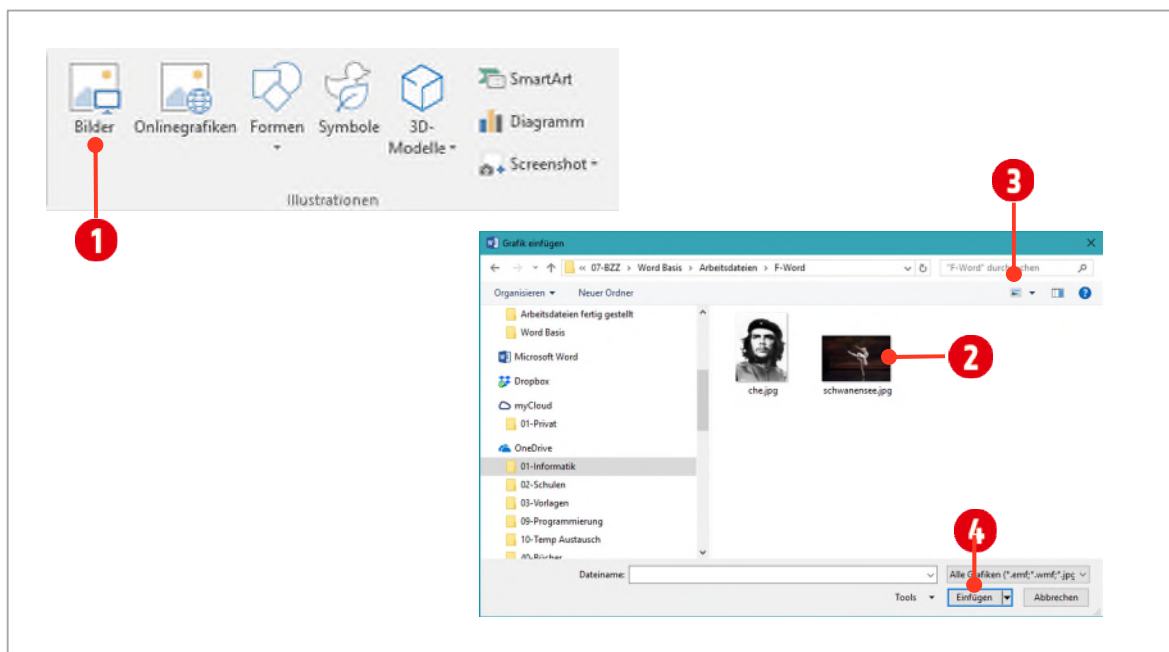 Bilder
Onlinegrafiken
Formen
Symbole
3D-
Modelle
SmartArt
Diagramm
Screenshot
Illustrationen
1
3
Grafik einfügen
« 07-BZZ > Word Basis > Arbeitsdateien > F-Word
"F-Word" durchsuchen
Organisieren
Neuer Ordner
Arbeitsdateien fertig gestellt
Word Basis
Microsoft Word
Dropbox
myCloud
01-Privat
OneDrive
01-Informatik
02-Schulen
03-Vorlagen
09-Programmierung
10-Temp Austausch
40-Bücher
che.jpg
schwanensee.jpg
2
4
Dateiname:
Alle Grafiken (*.emf;*.wmf;*.jpg
Tools
Einfügen
Abbrechen